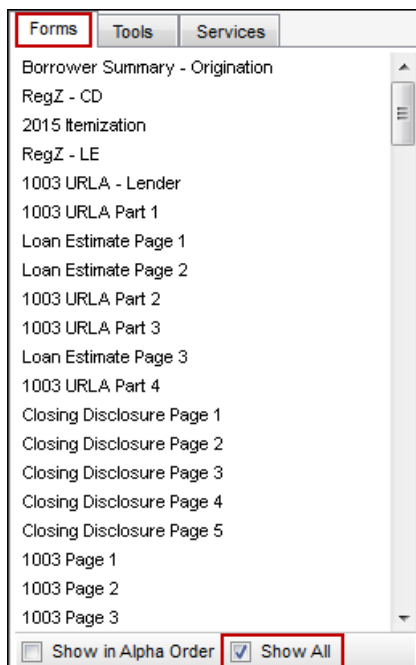 Forms Tools Services
Borrower Summary - Origination
RegZ - CD
2015 Itemization
RegZ - LE
1003 URLA - Lender
1003 URLA Part 1
Loan Estimate Page 1
Loan Estimate Page 2
1003 URLA Part 2
1003 URLA Part 3
Loan Estimate Page 3
1003 URLA Part 4
Closing Disclosure Page 1
Closing Disclosure Page 2
Closing Disclosure Page 3
Closing Disclosure Page 4
Closing Disclosure Page 5
1003 Page 1
1003 Page 2
1003 Page 3
Show in Alpha Order Show All